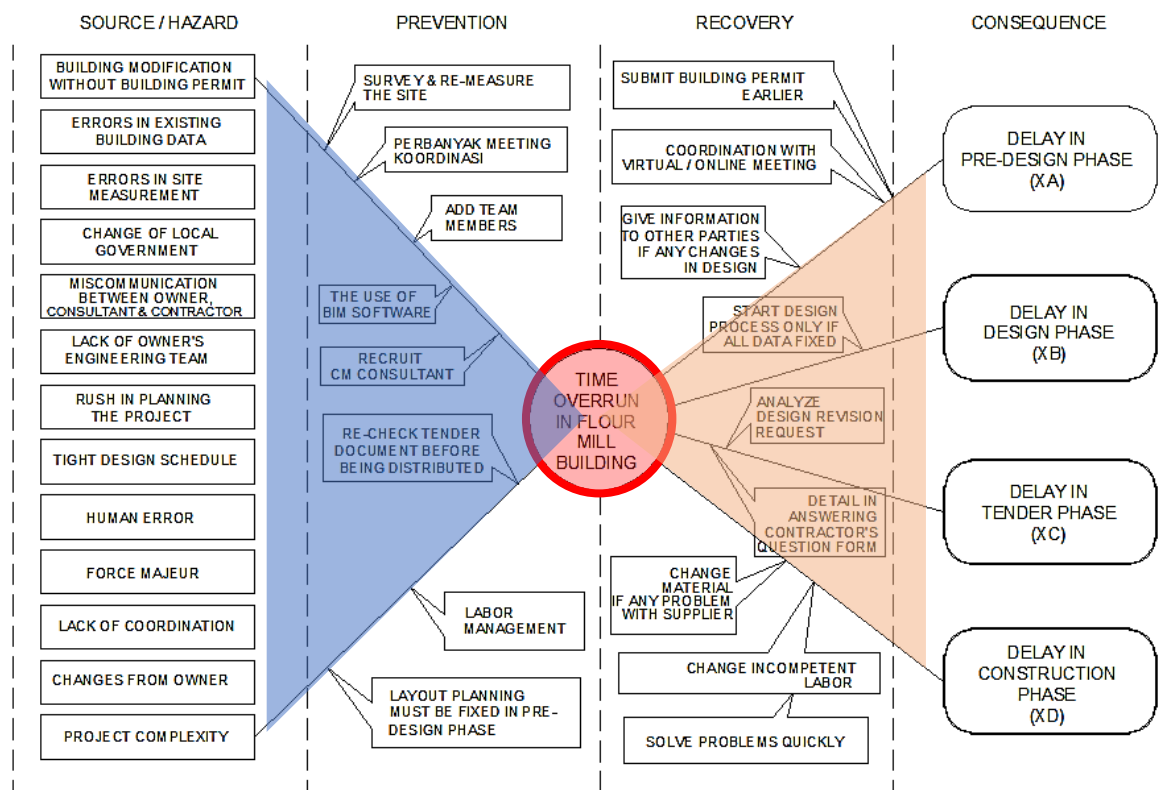 SOURCE / HAZARD
PREVENTION
RECOVERY
CONSEQUENCE
BUILDING MODIFICATION
WITHOUT BUILDING PERMIT
ERRORS IN EXISTING
BUILDING DATA
ERRORS IN SITE
MEASUREMENT
CHANGE OF LOCAL
GOVERNMENT
MISCOMMUNICATION
BETWEEN OWNER,
CONSULTANT & CONTRACTOR
LACK OF OWNER'S
ENGINEERING TEAM
RUSH IN PLANNING
THE PROJECT
TIGHT DESIGN SCHEDULE
HUMAN ERROR
FORCE MAJEUR
LACK OF COORDINATION
CHANGES FROM OWNER
PROJECT COMPLEXITY
SURVEY & RE-MEASURE
THE SITE
PERBANYAK MEETING
KOORDINASI
ADD TEAM
MEMBERS
THE USE OF
BIM SOFTWARE
RECRUIT
CM CONSULTANT
RE-CHECK TENDER
DOCUMENT BEFORE
BEING DISTRIBUTED
LABOR
MANAGEMENT
LAYOUT PLANNING
MUST BE FIXED IN PRE-
DESIGN PHASE
TIME
OVERRUN
IN FLOUR
MILL
BUILDING
SUBMIT BUILDING PERMIT
EARLIER
COORDINATION WITH
VIRTUAL / ONLINE MEETING
GIVE INFORMATION
TO OTHER PARTIES
IF ANY CHANGES
IN DESIGN
START DESIGN
PROCESS ONLY IF
ALL DATA FIXED
ANALYZE
DESIGN REVISION
REQUEST
DETAIL IN
ANSWERING
CONTRACTOR'S
QUESTION FORM
CHANGE
MATERIAL
IF ANY PROBLEM
WITH SUPPLIER
CHANGE INCOMPETENT
LABOR
SOLVE PROBLEMS QUICKLY
DELAY IN
PRE-DESIGN PHASE
(XA)
DELAY IN
DESIGN PHASE
(XB)
DELAY IN
TENDER PHASE
(XC)
DELAY IN
CONSTRUCTION
PHASE
(XD)